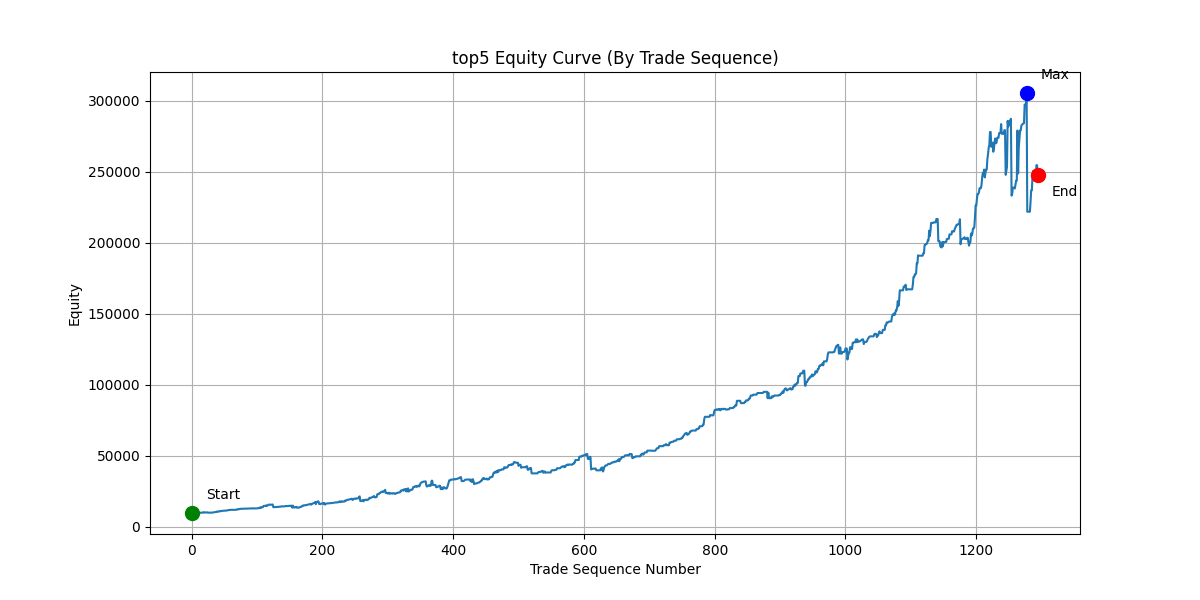 top5 Equity Curve (By Trade Sequence)
Max
300000
250000
End
200000
150000
100000
50000
Start
0
Equity
0 200 400 600 800 1000 1200
Trade Sequence Number